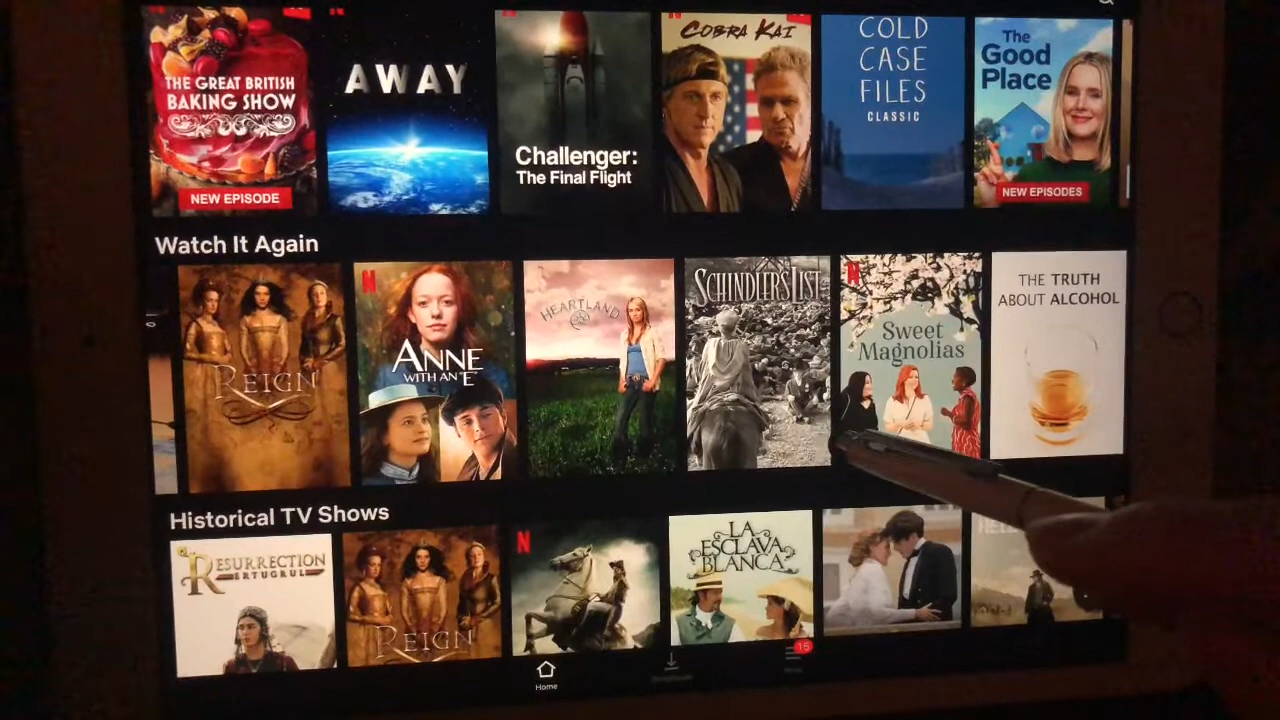 THE GREAT BRITISH
BAKING SHOW
NEW EPISODE
AWAY
Challenger:
The Final Flight
COBRA KAI
COLD
CASE
FILES
CLASSIC
The
Good
Place
NEW EPISODES
Watch It Again
REIGN
ANNE
WITH AN "E"
HEARTLAND
SCHINDLER'S LIST
N
Sweet
Magnolias
THE TRUTH
ABOUT ALCOHOL
Historical TV Shows
RESURRECTION
ERTUGRUL
REIGN
N
LA
ESCLAVA
BLANCA
Home
15